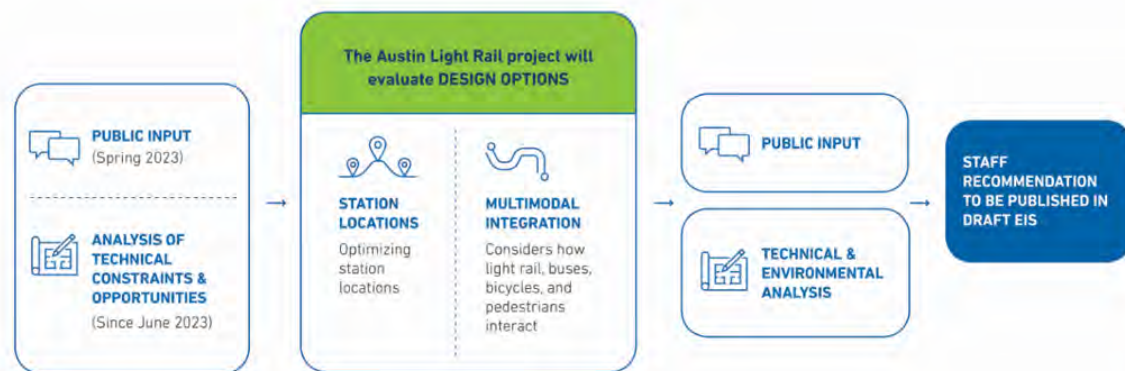 PUBLIC INPUT
(Spring 2023)
ANALYSIS OF
TECHNICAL
CONSTRAINTS &
OPPORTUNITIES
(Since June 2023)
The Austin Light Rail project will
evaluate DESIGN OPTIONS
STATION
LOCATIONS
Optimizing
station
locations
MULTIMODAL
INTEGRATION
Considers how
light rail, buses,
bicycles, and
pedestrians
interact
PUBLIC INPUT
TECHNICAL &
ENVIRONMENTAL
ANALYSIS
STAFF
RECOMMENDATION
TO BE PUBLISHED IN
DRAFT EIS